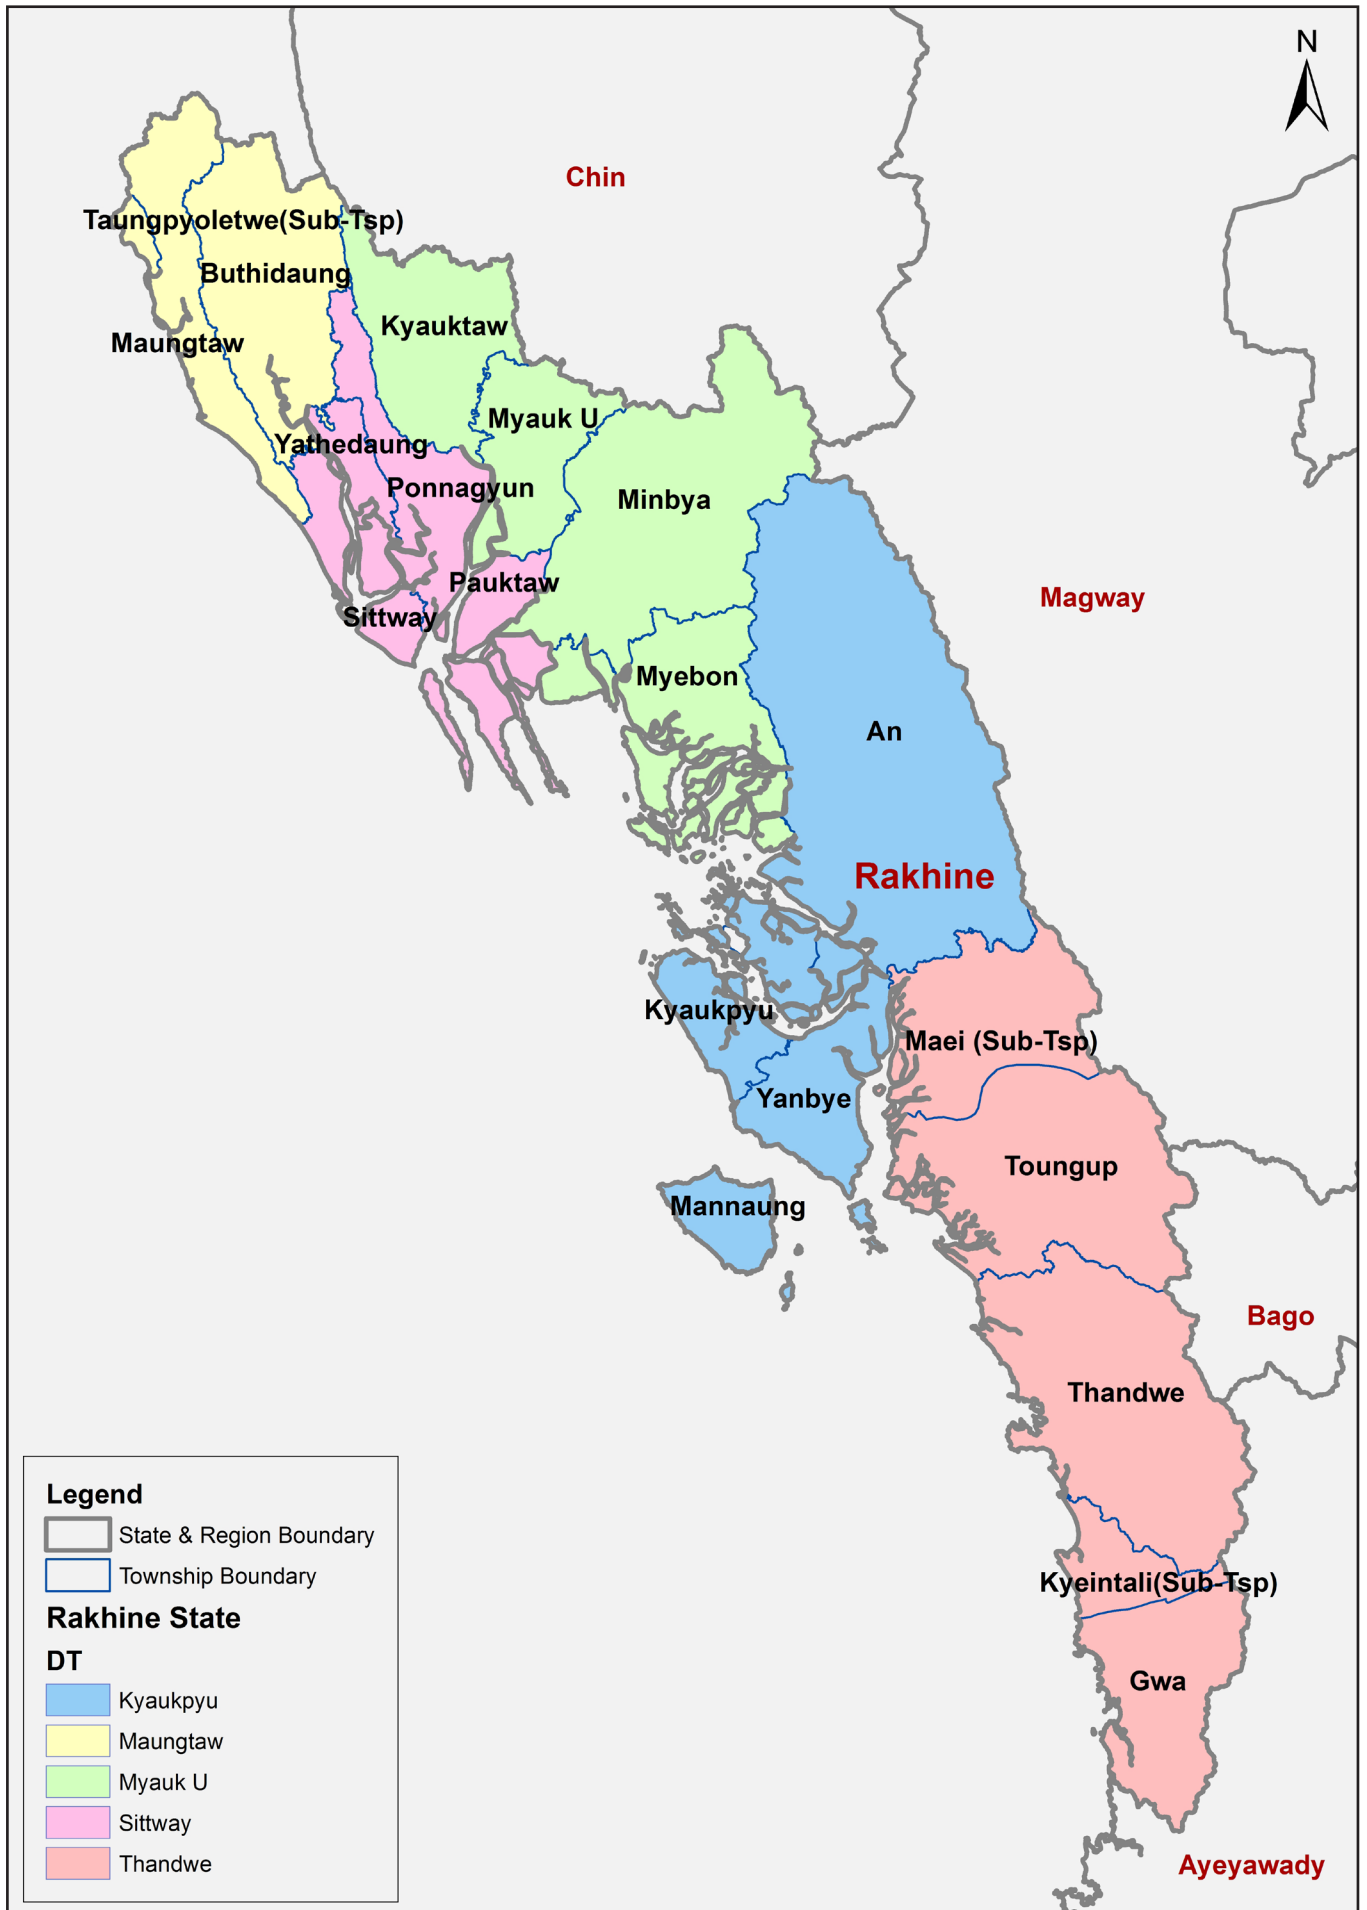 N
Chin
Taungpyoletwe(Sub-Tsp)
Buthidaung
Kyauktaw
Maungtaw
Myauk U
Yathedaung
Ponnagyun
Minbya
Pauktaw
Magway
Sittway
Myebon
An
Rakhine
Kyaukpyu
Maei (Sub-Tsp)
Yanbye
Toungup
Mannaung
Bago
Thandwe
Kyeintali(Sub-Tsp)
Gwa
Ayeyawady
Legend
State & Region Boundary
Township Boundary
Rakhine State
DT
Kyaukpyu
Maungtaw
Myauk U
Sittway
Thandwe